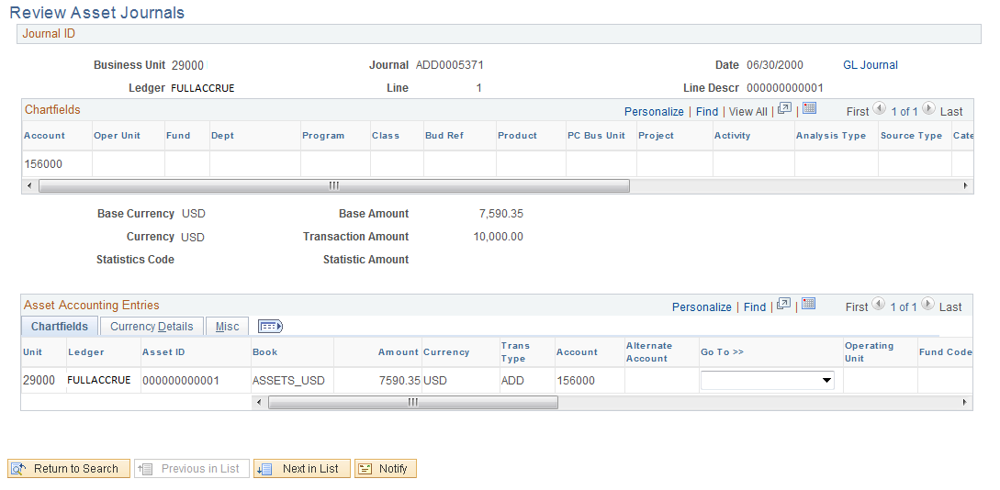 Review Asset Journals
Journal ID
Business Unit 29000 Journal ADD0005371 Date 06/30/2000 GL Journal
Ledger FULLACCRUE Line 1 Line Descr 000000000001
Chartfields Personalize | Find | View All | | First 1 of 1 Last
Account Oper Unit Fund Dept Program Class Bud Ref Product PC Bus Unit Project Activity Analysis Type Source Type Cate
156000
Base Currency USD Base Amount 7,590.35
Currency USD Transaction Amount 10,000.00
Statistics Code Statistic Amount
Asset Accounting Entries Personalize | Find | | First 1 of 1 Last
Chartfields Currency Details Misc
Unit Ledger Asset ID Book Amount Currency Trans Type Account Alternate Account Go To >> Operating Unit Fund Code
29000 FULLACCRUE 000000000001 ASSETS_USD 7590.35 USD ADD 156000
Return to Search Previous in List Next in List Notify